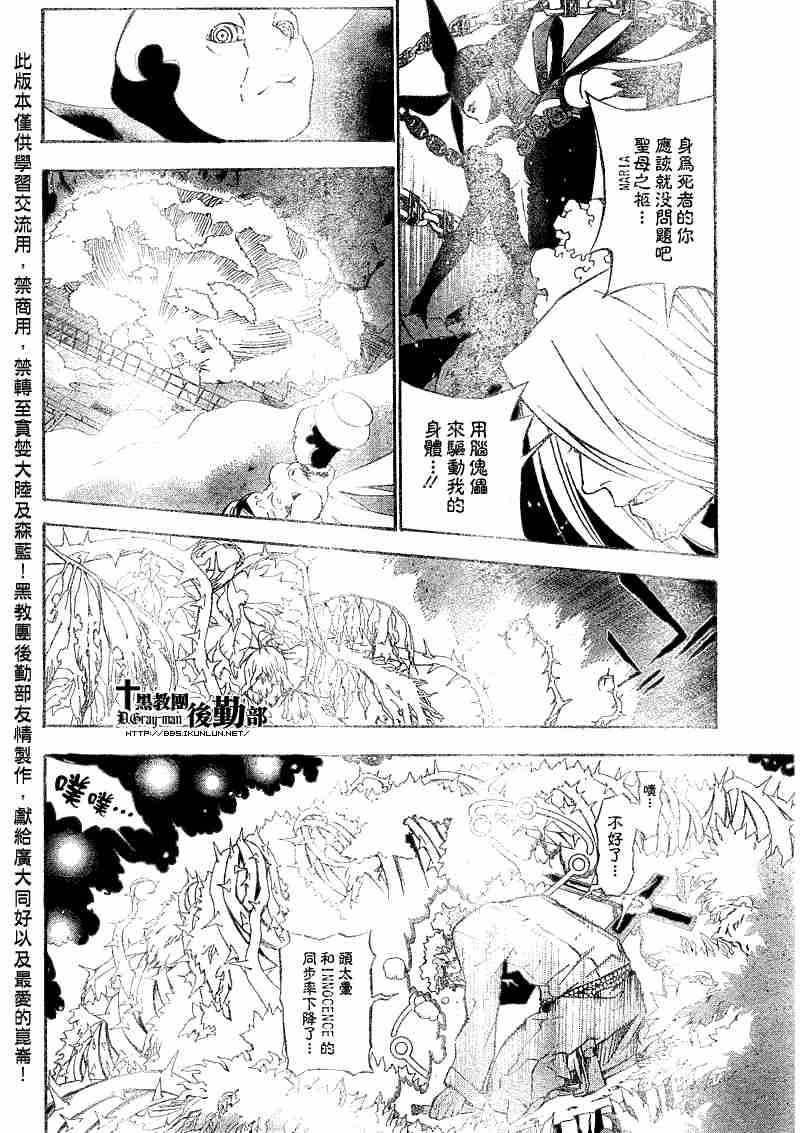 身為死者的你
應該就沒問題吧
聖母之柩…
MARIA
用腦傀儡
來驅動我的
身體…!!
黑教團
D.Gray-man
後勤部
HTTP://BBS.IKUNLUN.NET/
嘖…
不好了…
頭太暈
和INNOCENCE的
同步率下降了…
噗噗…
此版本僅供學習交流用，禁商用，禁轉至貪婪大陸及森藍！黑教團後勤部友情製作，獻給廣大同好以及最愛的崑崙！